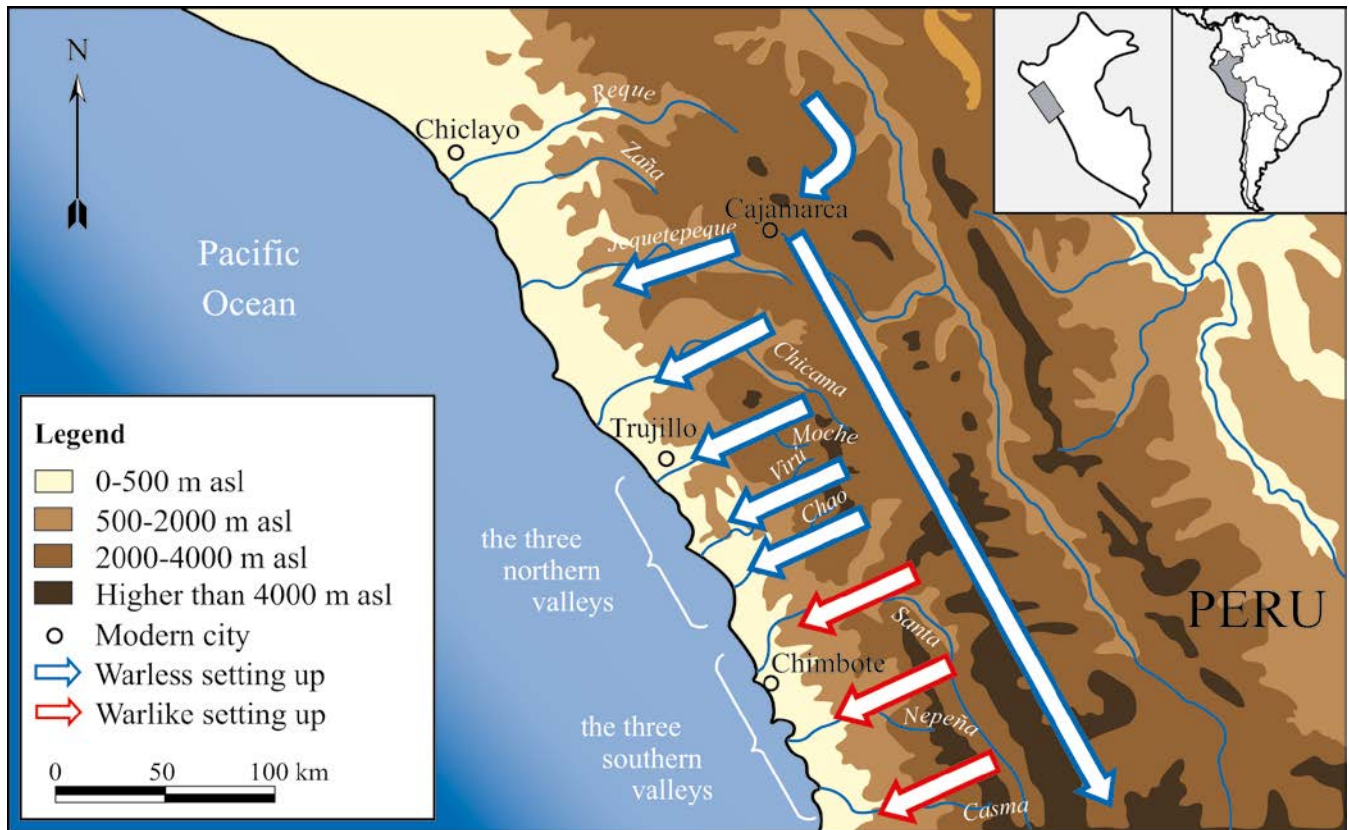 N
Chiclayo
Reque
Zaña
Cajamarca
Jequetepeque
Pacific
Ocean
Chicama
Trujillo
Moche
Virú
Chao
the three
northern
valleys
Santa
PERU
Chimbote
Nepeña
the three
southern
valleys
Casma
Legend
0-500 m asl
500-2000 m asl
2000-4000 m asl
Higher than 4000 m asl
Modern city
Warless setting up
Warlike setting up
0 50 100 km